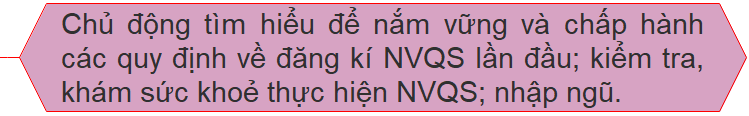 Chủ động tìm hiểu để nắm vững và chấp hành
các quy định về đăng kí NVQS lần đầu; kiểm tra,
khám sức khoẻ thực hiện NVQS; nhập ngũ.